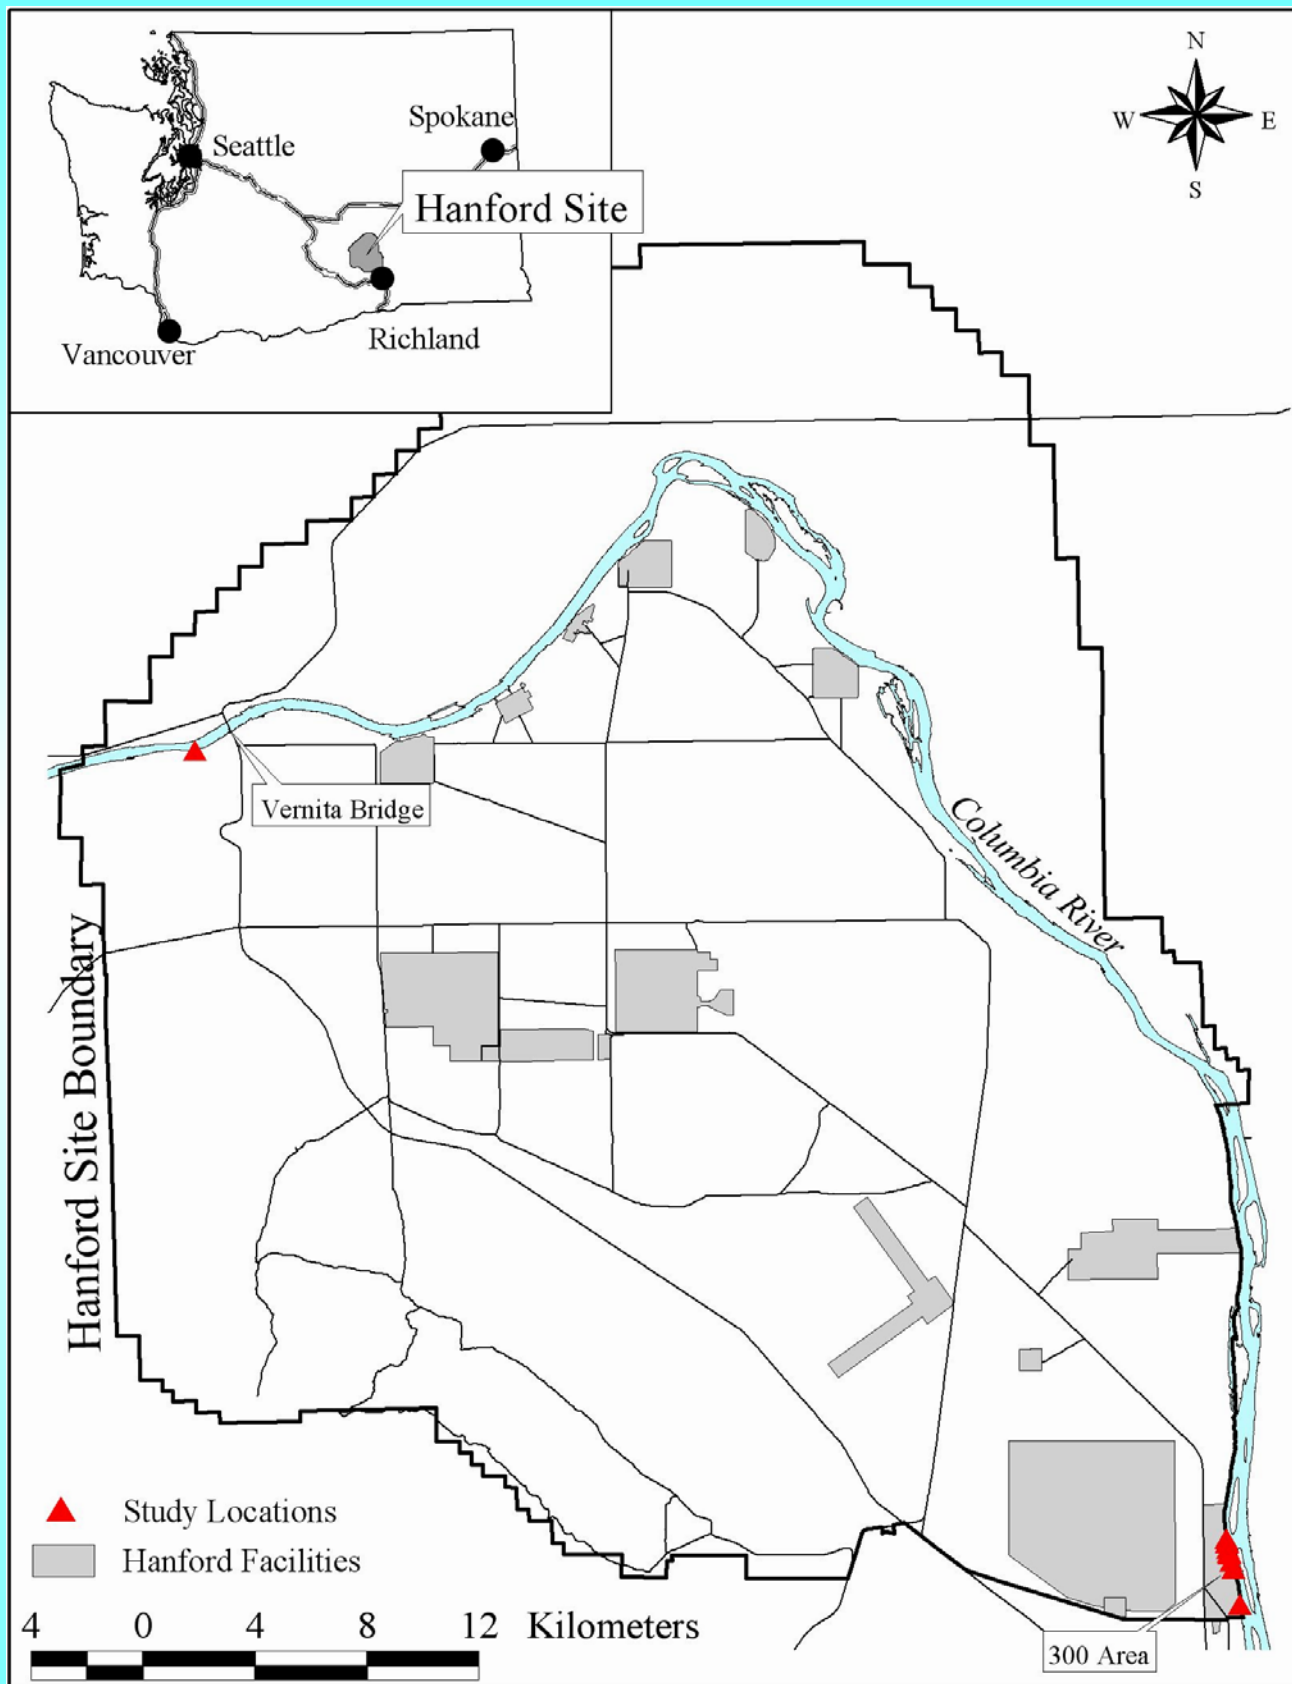 N
W E
S
Spokane
Seattle
Hanford Site
Richland
Vancouver
Vernita Bridge
Columbia River
Hanford Site Boundary
Study Locations
Hanford Facilities
4 0 4 8 12 Kilometers
300 Area